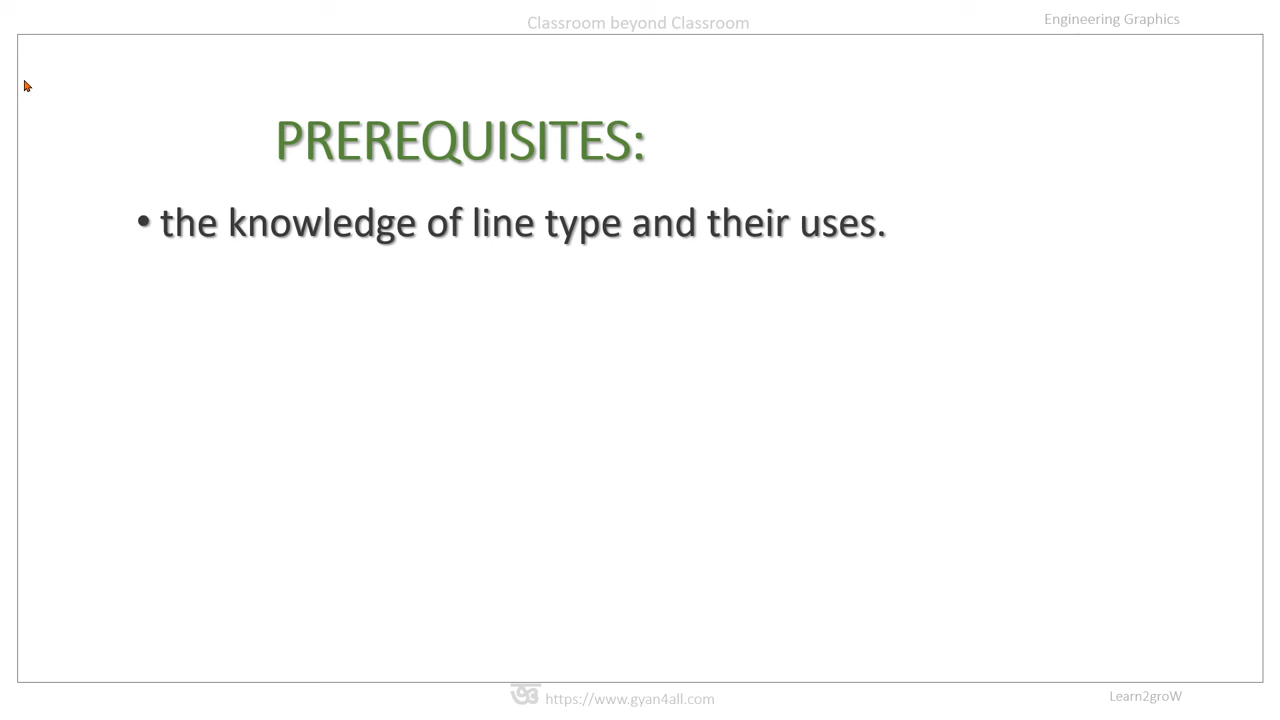 Classroom beyond Classroom
Engineering Graphics
PREREQUISITES:
• the knowledge of line type and their uses.
https://www.gyan4all.com
Learn2groW